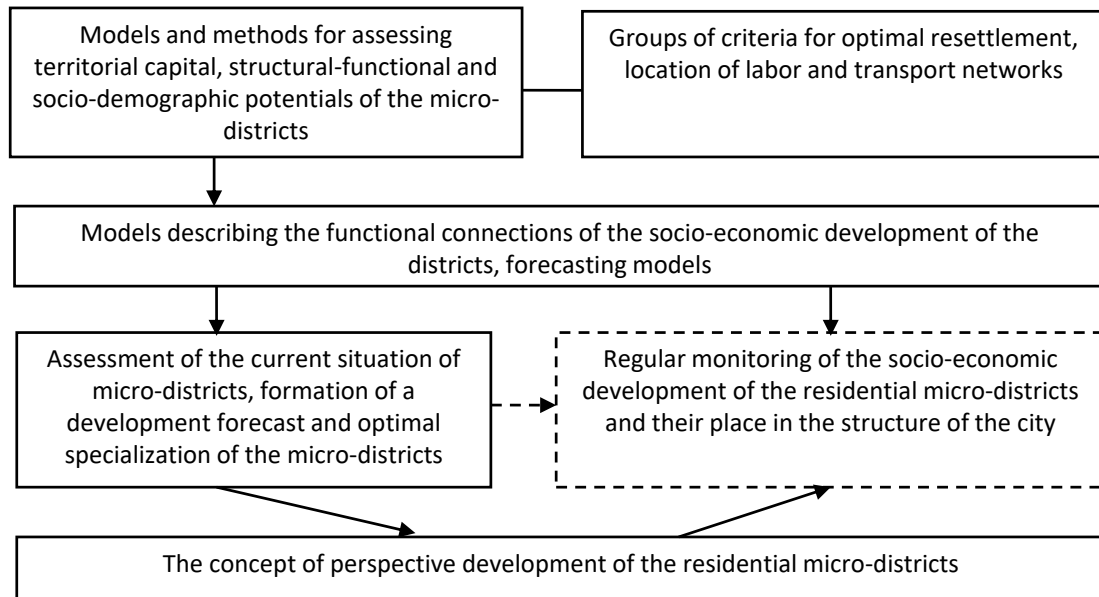 Models and methods for assessing
territorial capital, structural-functional and
socio-demographic potentials of the micro-
districts
Groups of criteria for optimal resettlement,
location of labor and transport networks
Models describing the functional connections of the socio-economic development of the
districts, forecasting models
Assessment of the current situation of
micro-districts, formation of a
development forecast and optimal
specialization of the micro-districts
Regular monitoring of the socio-economic
development of the residential micro-districts
and their place in the structure of the city
The concept of perspective development of the residential micro-districts